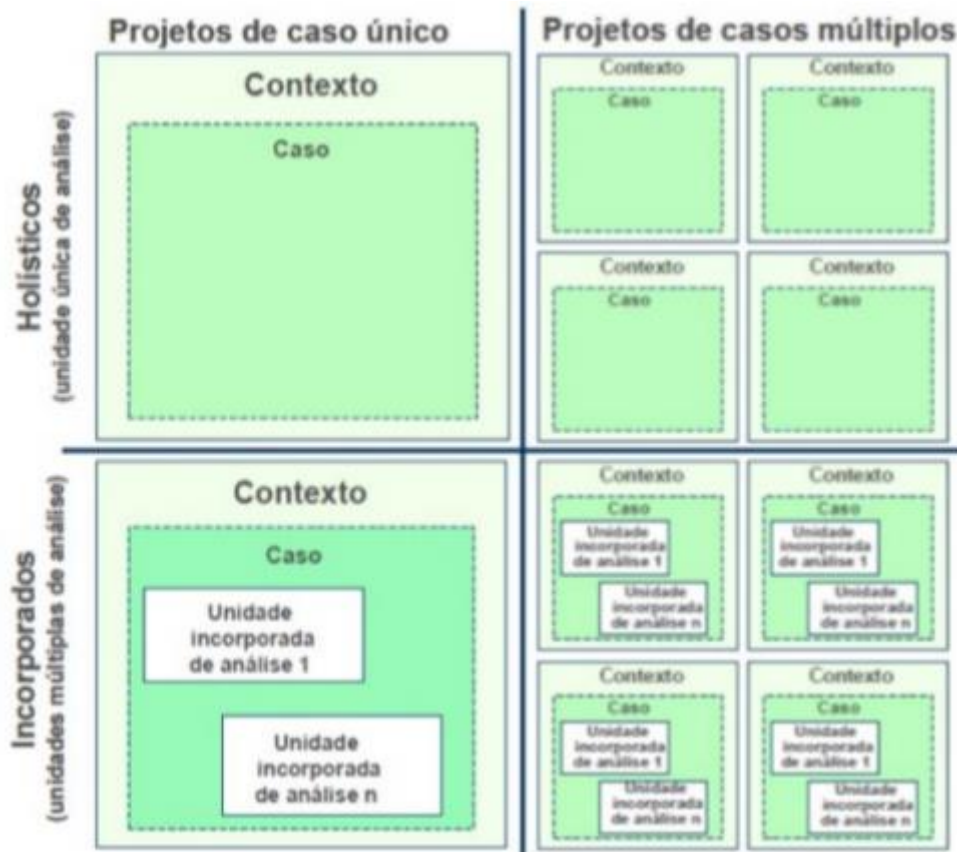 Projetos de caso único
Projetos de casos múltiplos
Holísticos
(unidade única de análise)
Contexto
Caso
Contexto
Caso
Contexto
Caso
Contexto
Caso
Contexto
Caso
Incorporados
(unidades múltiplas de análise)
Contexto
Caso
Unidade
incorporada
de análise 1
Unidade
incorporada
de análise n
Contexto
Caso
Unidade
incorporada
de análise 1
Unidade
incorporada
de análise n
Contexto
Caso
Unidade
incorporada
de análise 1
Unidade
incorporada
de análise n
Contexto
Caso
Unidade
incorporada
de análise 1
Unidade
incorporada
de análise n
Contexto
Caso
Unidade
incorporada
de análise 1
Unidade
incorporada
de análise n